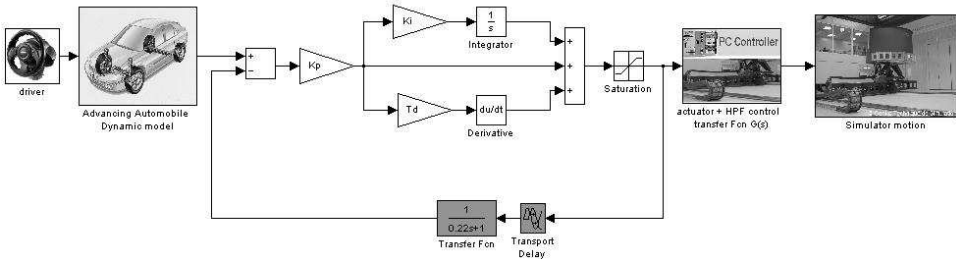 driver
Advancing Automobile
Dynamic model
+
−
Kp
Ki
1
s
Integrator
Td
du/dt
Derivative
+
+
+
Saturation
PC Controller
actuator + HPF control
transfer Fcn G(s)
Simulator motion
1
0.22s+1
Transfer Fcn
Transport
Delay